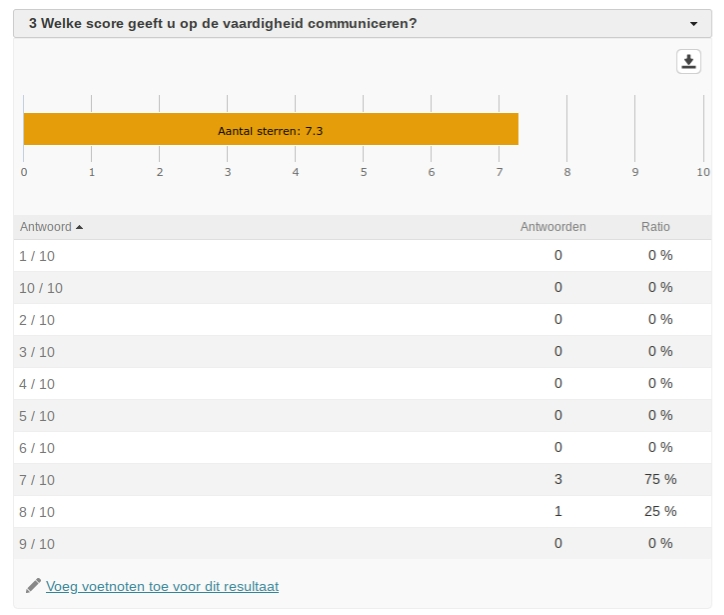 3 Welke score geeft u op de vaardigheid communiceren?
Aantal sterren: 7.3
0 1 2 3 4 5 6 7 8 9 10
Antwoord Antwoorden Ratio
1 / 10 0 0 %
10 / 10 0 0 %
2 / 10 0 0 %
3 / 10 0 0 %
4 / 10 0 0 %
5 / 10 0 0 %
6 / 10 0 0 %
7 / 10 3 75 %
8 / 10 1 25 %
9 / 10 0 0 %
Voeg voetnoten toe voor dit resultaat